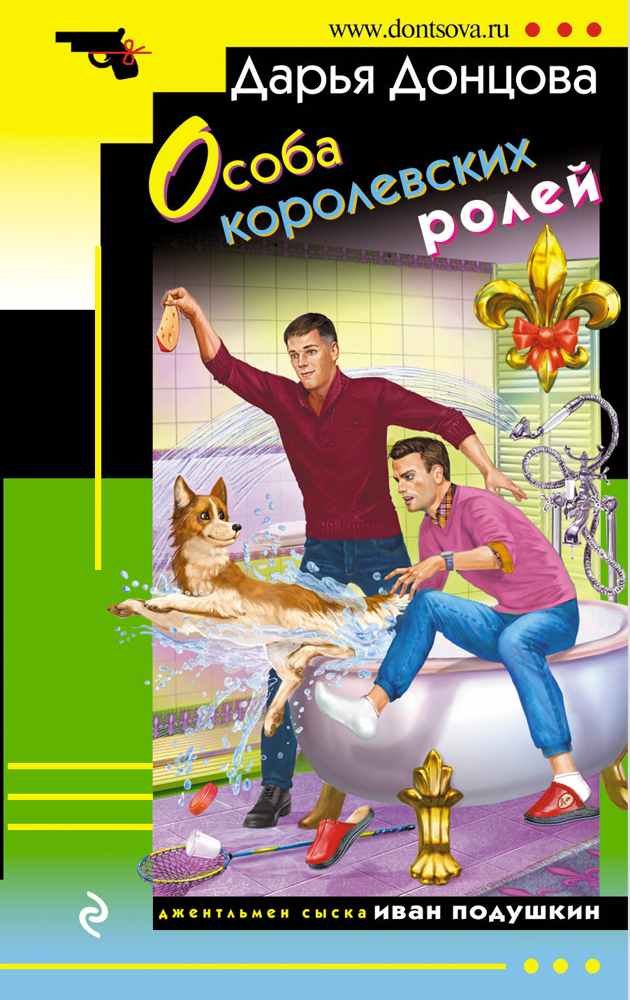 www.dontsova.ru
Дарья Донцова
Особа
королевских
ролей
джентльмен сыска иван подушкин